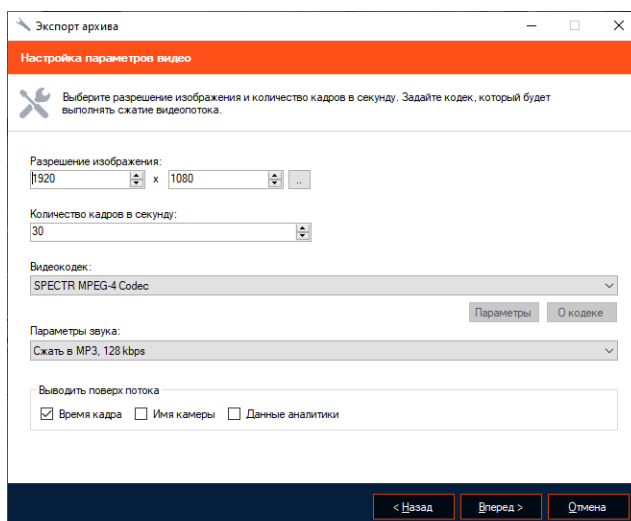 Экспорт архива
Настройка параметров видео
Выберите разрешение изображения и количество кадров в секунду. Задайте кодек, который будет
выполнять сжатие видеопотока.
Разрешение изображения:
1920 x 1080 ..
Количество кадров в секунду:
30
Видеокодек:
SPECTR MPEG-4 Codec
Параметры О кодеке
Параметры звука:
Сжать в MP3, 128 kbps
Выводить поверх потока
Время кадра Имя камеры Данные аналитики
< Назад Вперед > Отмена